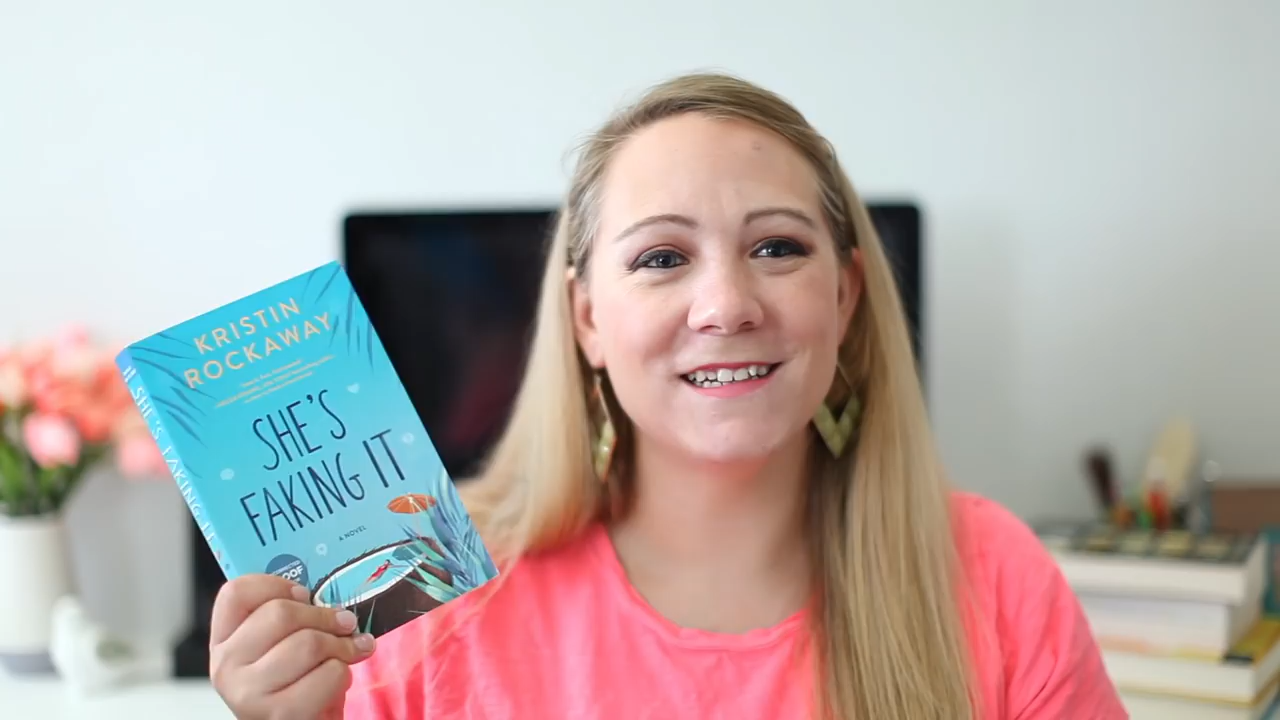 KRISTIN
ROCKAWAY
SHE'S
FAKING IT
A NOVEL
SHE'S FAKING IT